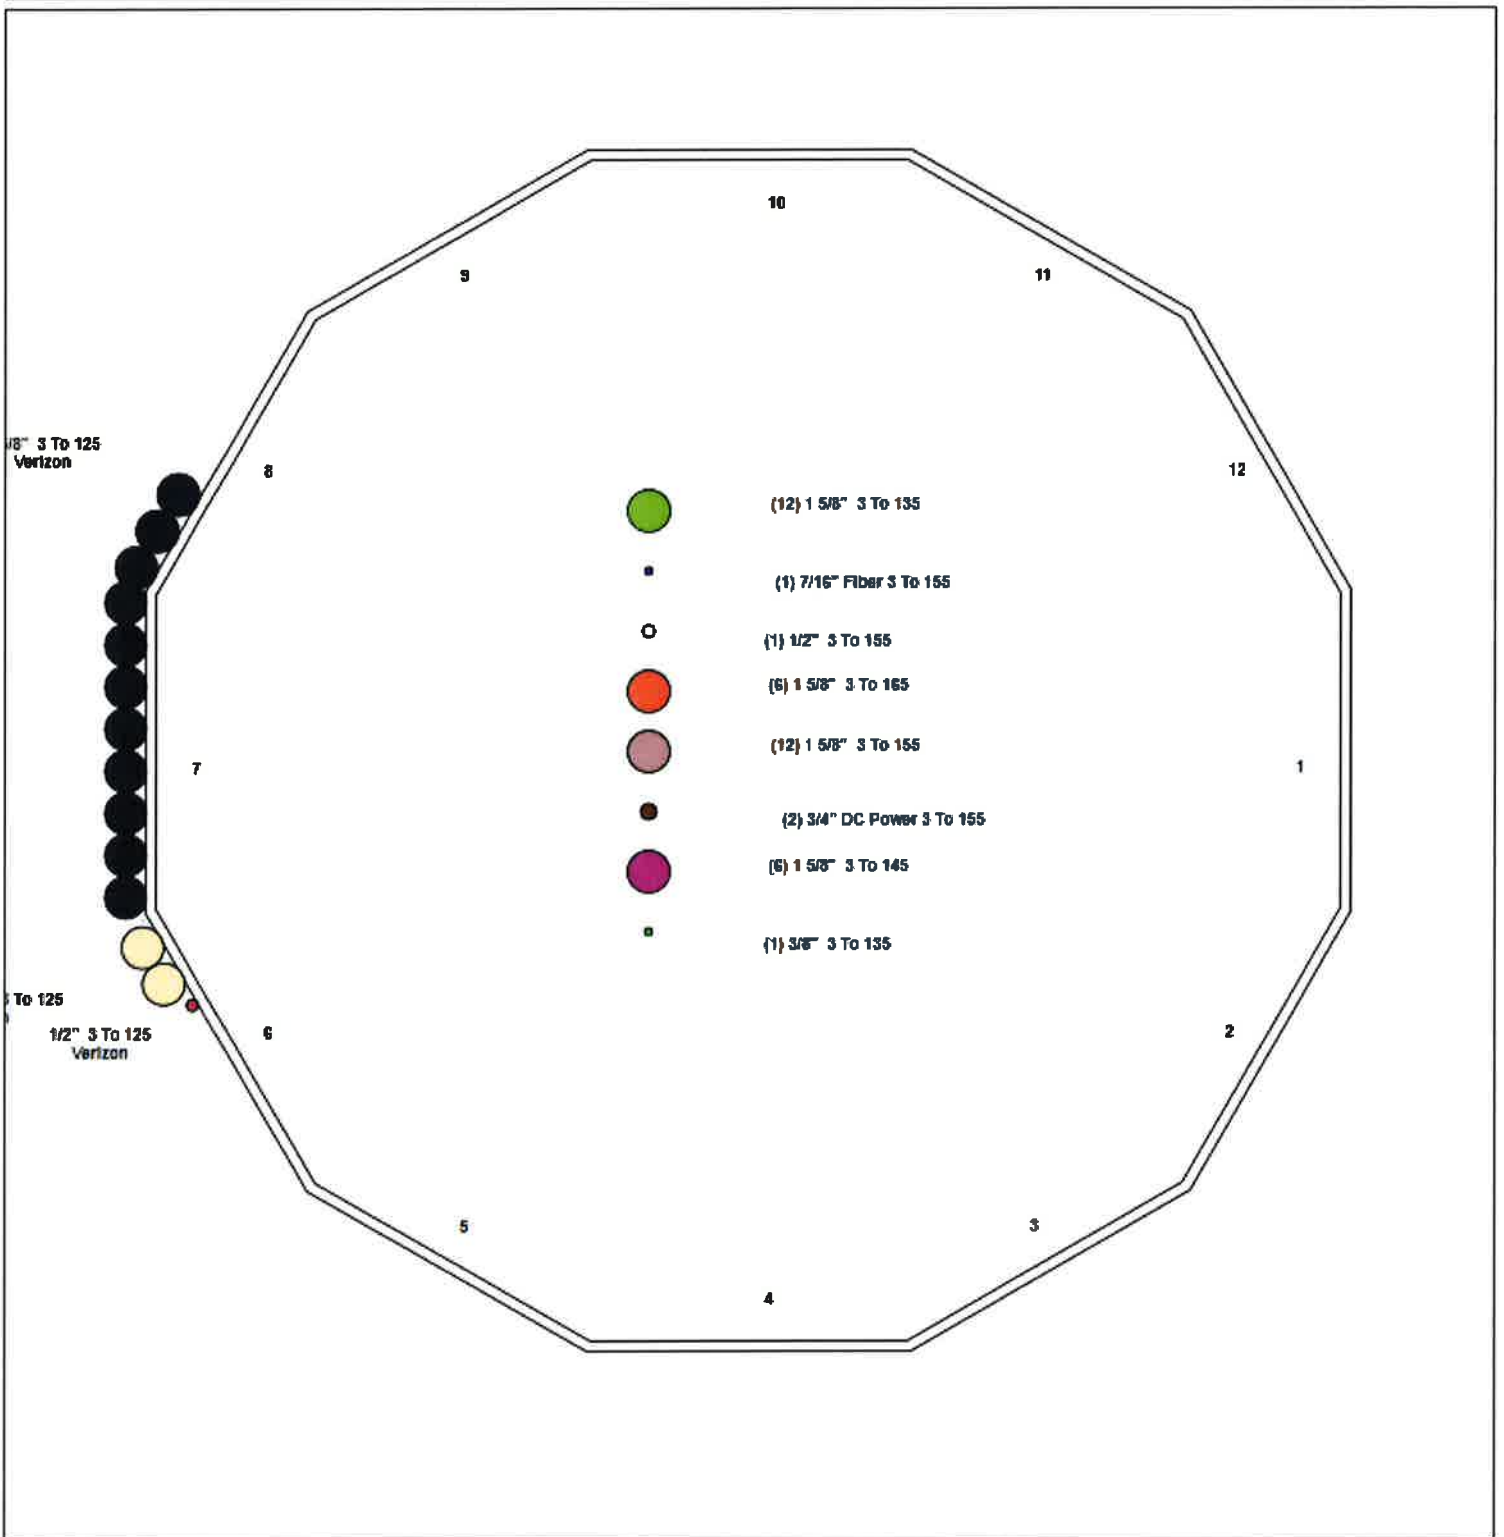 10
9
11
/8" 3 To 125
Verizon
8
12
(12) 1 5/8" 3 To 135
(1) 7/16" Fiber 3 To 155
(1) 1/2" 3 To 155
(6) 1 5/8" 3 To 165
(12) 1 5/8" 3 To 155
7
1
(2) 3/4" DC Power 3 To 155
(6) 1 5/8" 3 To 145
(1) 3/8" 3 To 135
To 125
1/2" 3 To 125
Verizon
6
2
5
3
4